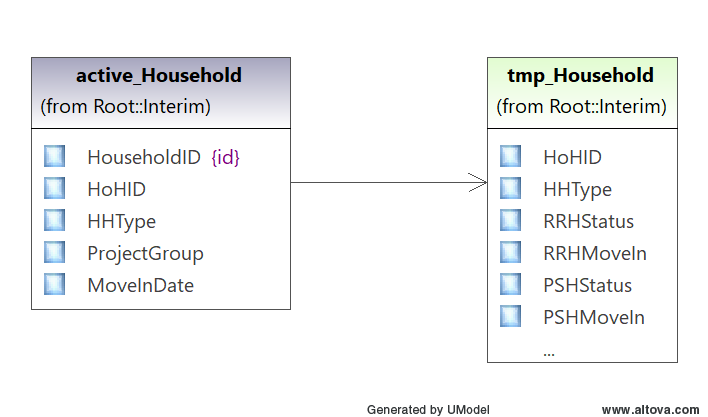 active_Household
(from Root::Interim)
HouseholdID {id}
HoHID
HHType
ProjectGroup
MoveInDate
tmp_Household
(from Root::Interim)
HoHID
HHType
RRHStatus
RRHMoveIn
PSHStatus
PSHMoveIn
...
Generated by UModel
www.altova.com